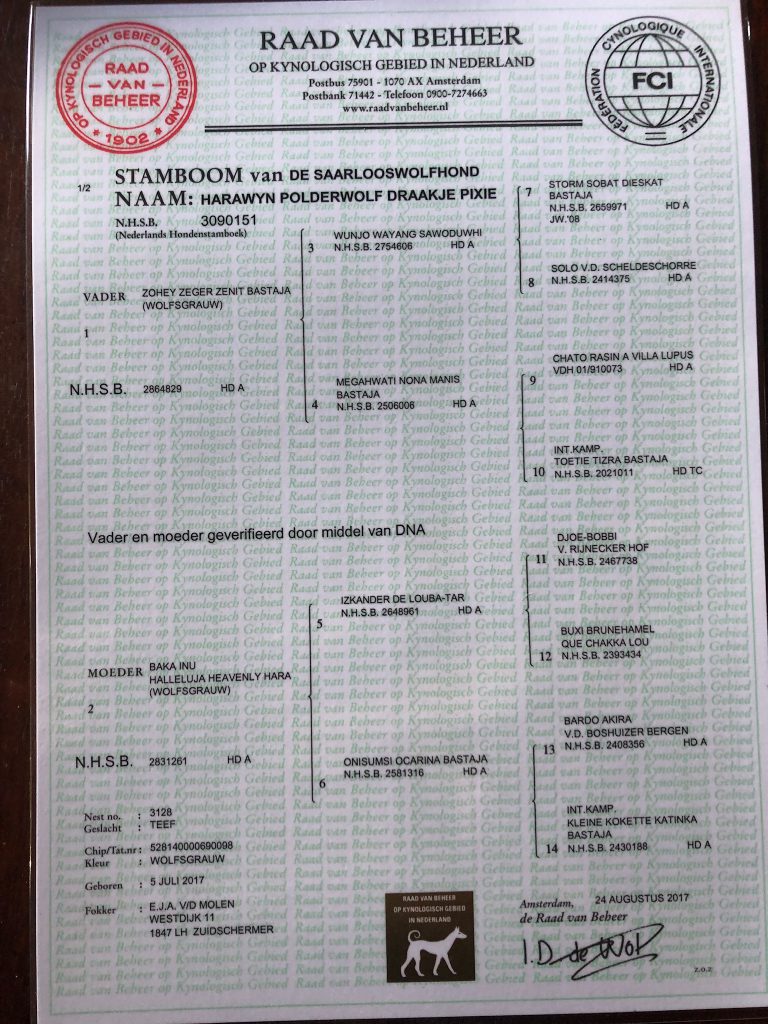 OP KYNOLOGISCH GEBIED IN NEDERLAND
RAAD
VAN
BEHEER
1902
RAAD VAN BEHEER
OP KYNOLOGISCH GEBIED IN NEDERLAND
Postbus 75901 - 1070 AX Amsterdam
Postbank 71442 - Telefoon 0900-7274663
www.raadvanbeheer.nl
FÉDÉRATION CYNOLOGIQUE INTERNATIONALE
FCI
1/2
STAMBOOM van DE SAARLOOSWOLFHOND
NAAM: HARAWYN POLDERWOLF DRAAKJE PIXIE
N.H.S.B. 3090151
(Nederlands Hondenstamboek)
VADER ZOHEY ZEGER ZENIT BASTAJA
(WOLFSGRAUW)
1
N.H.S.B. 2864829 HD A
3 WUNJO WAYANG SAWODUWHI
N.H.S.B. 2754606 HD A
4 MEGAHWATI NONA MANIS
BASTAJA
N.H.S.B. 2506006 HD A
7 STORM SOBAT DIESKAT
BASTAJA
N.H.S.B. 2659971 HD A
JW.'08
8 SOLO V.D. SCHELDESCHORRE
N.H.S.B. 2414375 HD A
9 CHATO RASIN A VILLA LUPUS
VDH 01/910073 HD A
10 INT.KAMP.
TOETIE TIZRA BASTAJA
N.H.S.B. 2021011 HD TC
Vader en moeder geverifieerd door middel van DNA
MOEDER BAKA INU
HALLELUJA HEAVENLY HARA
(WOLFSGRAUW)
2
N.H.S.B. 2831261 HD A
5 IZKANDER DE LOUBA-TAR
N.H.S.B. 2648961 HD A
6 ONISUMSI OCARINA BASTAJA
N.H.S.B. 2581316 HD A
11 DJOE-BOBBI
V. RIJNECKER HOF
N.H.S.B. 2467738
12 BUXI BRUNEHAMEL
QUE CHAKKA LOU
N.H.S.B. 2393434
13 BARDO AKIRA
V.D. BOSHUIZER BERGEN
N.H.S.B. 2408356 HD A
14 INT.KAMP.
KLEINE KOKETTE KATINKA
BASTAJA
N.H.S.B. 2430188 HD A
Nest no. : 3128
Geslacht : TEEF
Chip/Tat.nr : 528140000690098
Kleur : WOLFSGRAUW
Geboren : 5 JULI 2017
Fokker : E.J.A. V/D MOLEN
WESTDIJK 11
1847 LH ZUIDSCHERMER
RAAD VAN BEHEER
OP KYNOLOGISCH GEBIED
IN NEDERLAND
Amsterdam, 24 AUGUSTUS 2017
de Raad van Beheer
I.D de Wol
z.o.z